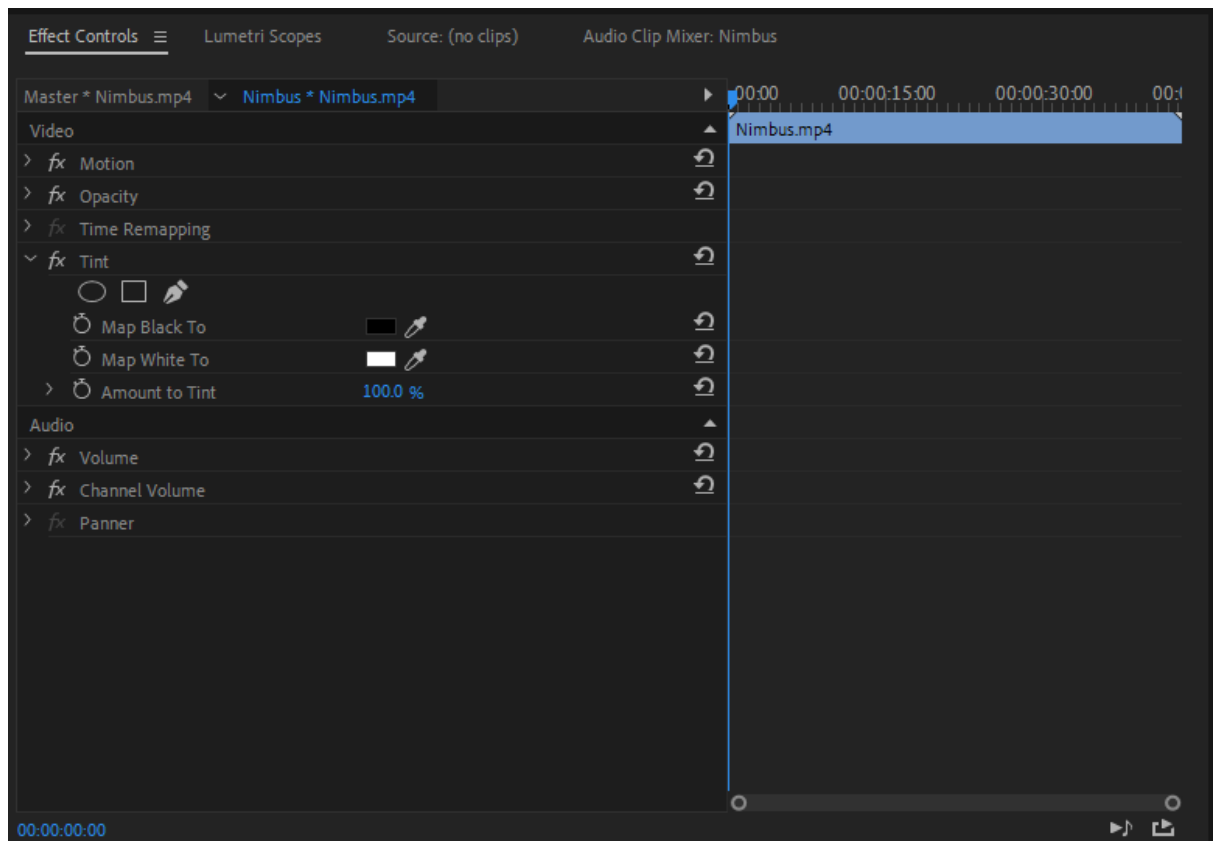 Effect Controls Lumetri Scopes Source: (no clips) Audio Clip Mixer: Nimbus
Master * Nimbus.mp4 Nimbus * Nimbus.mp4 00:00 00:00:15:00 00:00:30:00 00:0
Video Nimbus.mp4
fx Motion
fx Opacity
fx Time Remapping
fx Tint
Map Black To
Map White To
Amount to Tint 100.0 %
Audio
fx Volume
fx Channel Volume
fx Panner
00:00:00:00